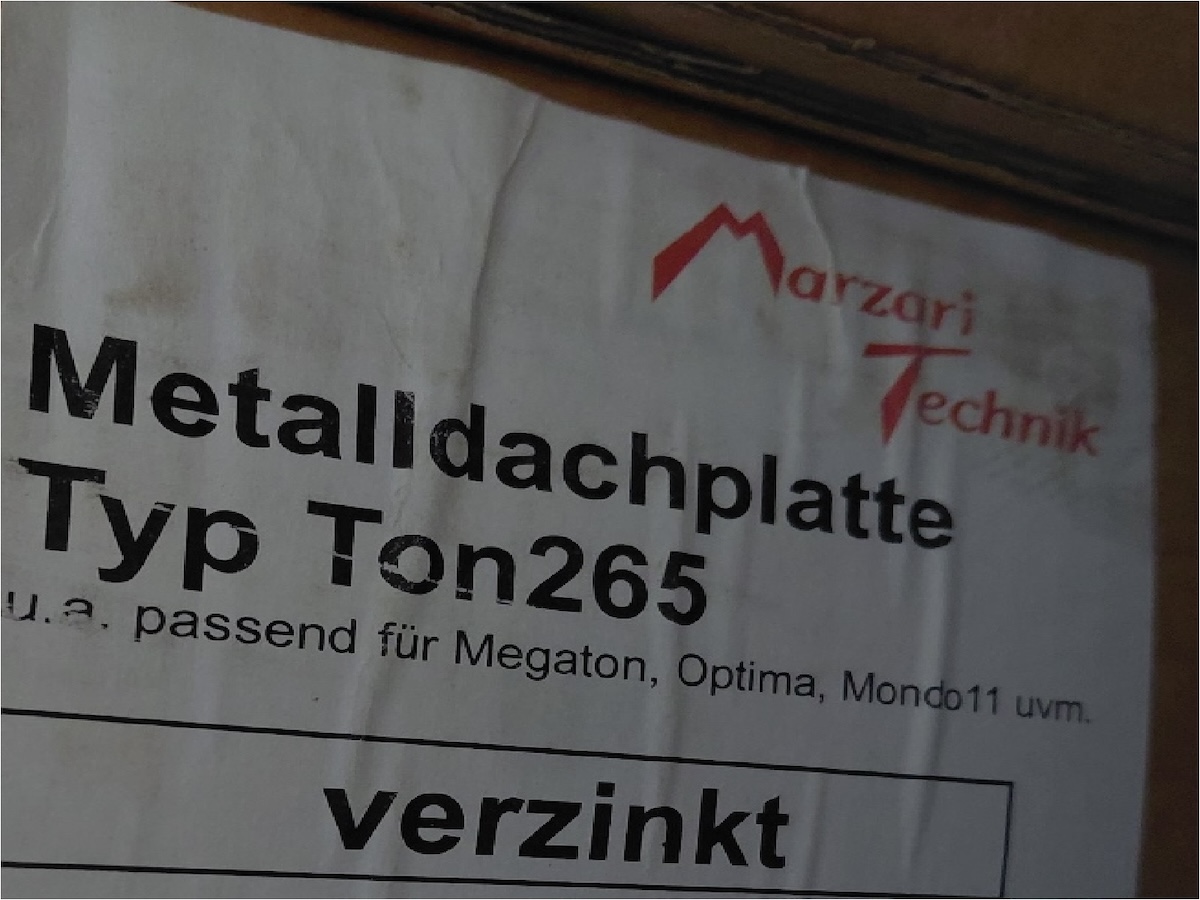 Marzari
Technik
Metalldachplatte
Typ Ton265
u.a. passend für Megaton, Optima, Mondo11 uvm.
verzinkt